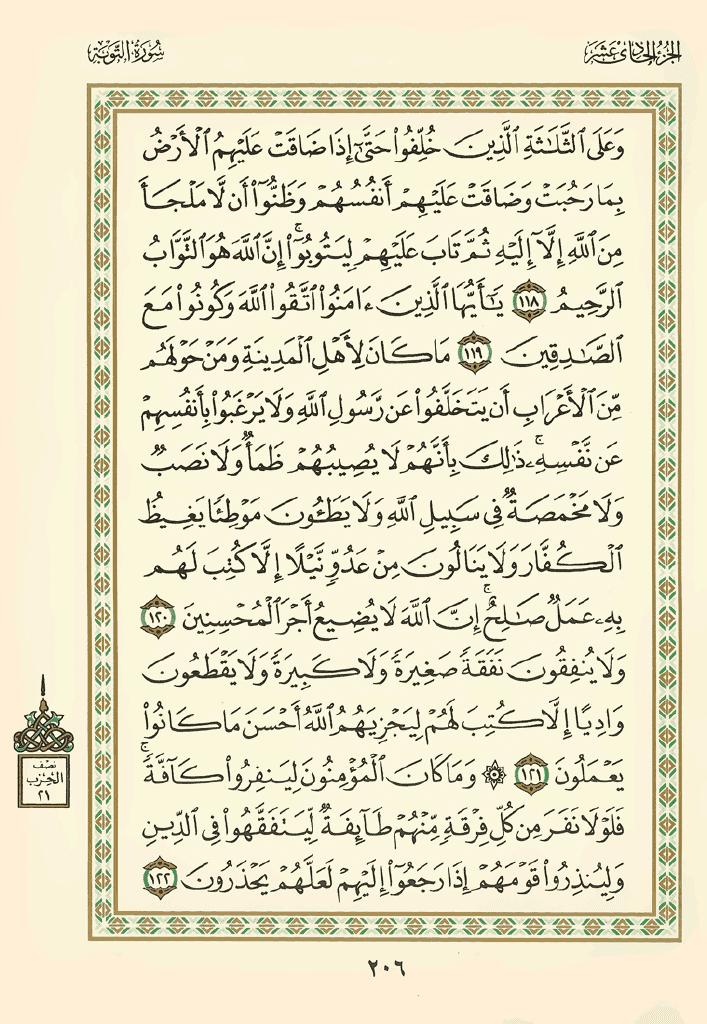 الجزء الحادي عشر
سورة التوبة
وَعَلَى ٱلثَّلَٰثَةِ ٱلَّذِينَ خُلِّفُوا۟ حَتَّىٰٓ إِذَا ضَاقَتْ عَلَيْهِمُ ٱلْأَرْضُ
بِمَا رَحُبَتْ وَضَاقَتْ عَلَيْهِمْ أَنفُسُهُمْ وَظَنُّوٓا۟ أَن لَّا مَلْجَأَ
مِنَ ٱللَّهِ إِلَّآ إِلَيْهِ ثُمَّ تَابَ عَلَيْهِمْ لِيَتُوبُوٓا۟ ۚ إِنَّ ٱللَّهَ هُوَ ٱلتَّوَّابُ
ٱلرَّحِيمُ ١١٨ يَٰٓأَيُّهَا ٱلَّذِينَ ءَامَنُوا۟ ٱتَّقُوا۟ ٱللَّهَ وَكُونُوا۟ مَعَ
ٱلصَّٰدِقِينَ ١١٩ مَا كَانَ لِأَهْلِ ٱلْمَدِينَةِ وَمَنْ حَوْلَهُم
مِّنَ ٱلْأَعْرَابِ أَن يَتَخَلَّفُوا۟ عَن رَّسُولِ ٱللَّهِ وَلَا يَرْغَبُوا۟ بِأَنفُسِهِمْ
عَن نَّفْسِهِۦ ۚ ذَٰلِكَ بِأَنَّهُمْ لَا يُصِيبُهُمْ ظَمَأٌ وَلَا نَصَبٌ
وَلَا مَخْمَصَةٌ فِى سَبِيلِ ٱللَّهِ وَلَا يَطَـُٔونَ مَوْطِئًا يَغِيظُ
ٱلْكُفَّارَ وَلَا يَنَالُونَ مِنْ عَدُوٍّ نَّيْلًا إِلَّا كُتِبَ لَهُم
بِهِۦ عَمَلٌ صَٰلِحٌ ۚ إِنَّ ٱللَّهَ لَا يُضِيعُ أَجْرَ ٱلْمُحْسِنِينَ ١٢٠
وَلَا يُنفِقُونَ نَفَقَةً صَغِيرَةً وَلَا كَبِيرَةً وَلَا يَقْطَعُونَ
وَادِيًا إِلَّا كُتِبَ لَهُمْ لِيَجْزِيَهُمُ ٱللَّهُ أَحْسَنَ مَا كَانُوا۟
يَعْمَلُونَ ١٢١ ۞ وَمَا كَانَ ٱلْمُؤْمِنُونَ لِيَنفِرُوا۟ كَآفَّةً ۚ
فَلَوْلَا نَفَرَ مِن كُلِّ فِرْقَةٍ مِّنْهُمْ طَآئِفَةٌ لِّيَتَفَقَّهُوا۟ فِى ٱلدِّينِ
وَلِيُنذِرُوا۟ قَوْمَهُمْ إِذَا رَجَعُوٓا۟ إِلَيْهِمْ لَعَلَّهُمْ يَحْذَرُونَ ١٢٢
نصف
الحزب
٢١
٢٠٦